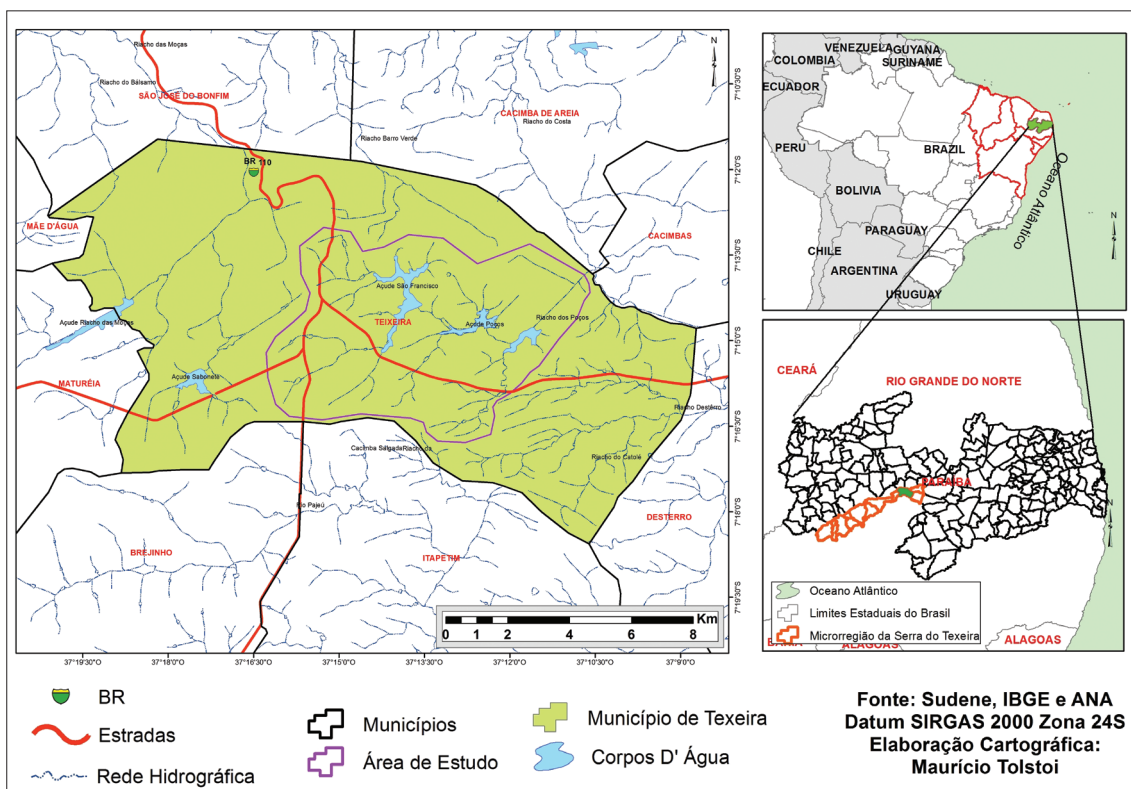 Riacho das Moças
Riacho do Bálsamo
SÃO JOSÉ DO BONFIM
CACIMBA DE AREIA
Riacho do Costa
Riacho Barro Verde
N
BR 110
MÃE D'ÁGUA
CACIMBAS
Açude São Francisco
Riacho dos Poços
Açude Poços
TEIXEIRA
Açude Riacho das Moças
Açude Sabonete
MATURÉIA
Riacho Destêrro
Cacimba Salgada
Riacho da
Riacho do Catolé
Rio Pajeú
DESTERRO
BREJINHO
ITAPETIM
Km
0 1 2 4 6 8
7°10'30"S
7°12'0"S
7°13'30"S
7°15'0"S
7°16'30"S
7°18'0"S
7°19'30"S
37°19'30"S 37°18'0"S 37°16'30"S 37°15'0"S 37°13'30"S 37°12'0"S 37°10'30"S 37°9'0"S
VENEZUELA
GUYANA
COLOMBIA
SURINAME
ECUADOR
PERU
BRAZIL
BOLIVIA
PARAGUAY
CHILE
ARGENTINA
URUGUAY
Oceano Atlântico
N
CEARÁ
RIO GRANDE DO NORTE
PARAÍBA
N
Oceano Atlântico
Limites Estaduais do Brasil
Microrregião da Serra do Texeira
BAHIA
ALAGOAS
ALAGOAS
BR
Estradas
Rede Hidrográfica
Municípios
Área de Estudo
Município de Texeira
Corpos D' Água
Fonte: Sudene, IBGE e ANA
Datum SIRGAS 2000 Zona 24S
Elaboração Cartográfica:
Maurício Tolstoi